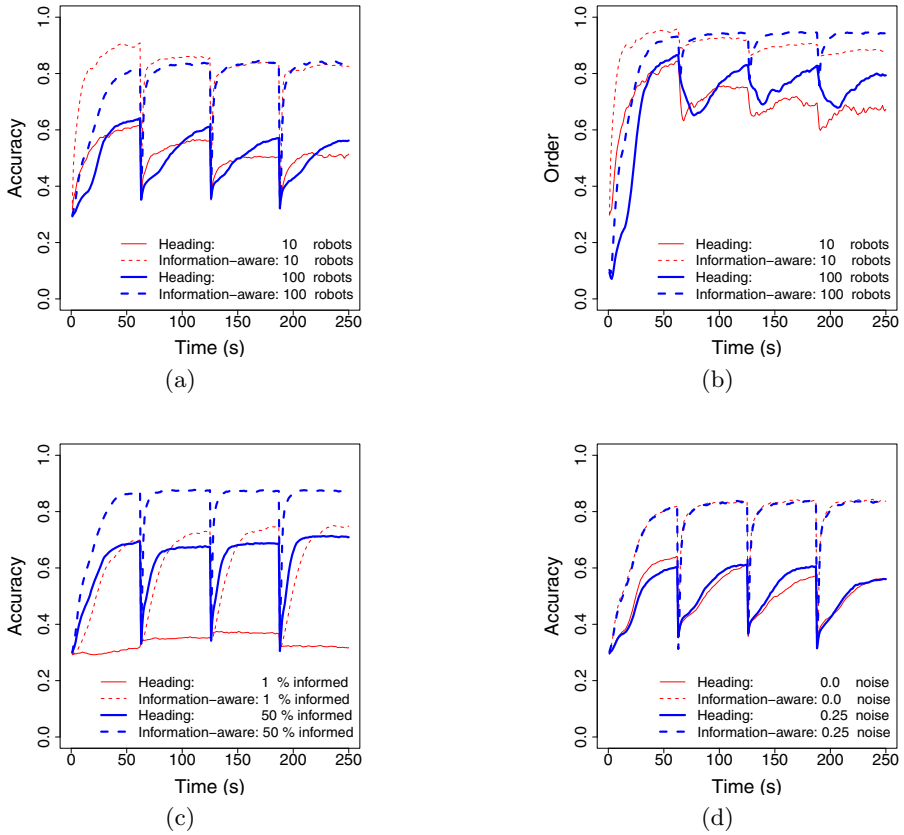 Accuracy
1.0
0.8
0.6
0.4
0.2
0.0
Heading: 10 robots
Information−aware: 10 robots
Heading: 100 robots
Information−aware: 100 robots
0 50 100 150 200 250
Time (s)
(a)
Order
1.0
0.8
0.6
0.4
0.2
0.0
Heading: 10 robots
Information−aware: 10 robots
Heading: 100 robots
Information−aware: 100 robots
0 50 100 150 200 250
Time (s)
(b)
Accuracy
1.0
0.8
0.6
0.4
0.2
0.0
Heading: 1 % informed
Information−aware: 1 % informed
Heading: 50 % informed
Information−aware: 50 % informed
0 50 100 150 200 250
Time (s)
(c)
Accuracy
1.0
0.8
0.6
0.4
0.2
0.0
Heading: 0.0 noise
Information−aware: 0.0 noise
Heading: 0.25 noise
Information−aware: 0.25 noise
0 50 100 150 200 250
Time (s)
(d)